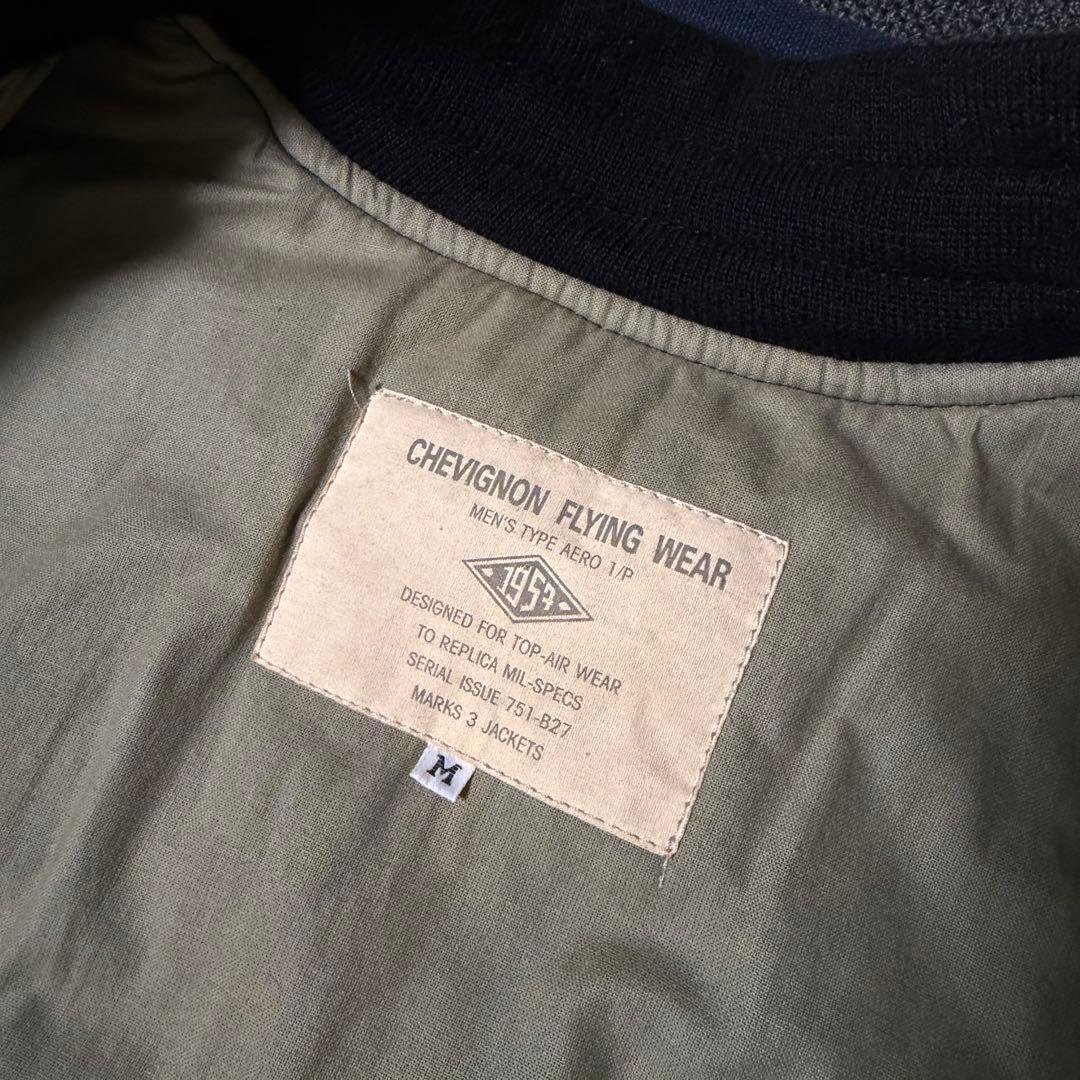 CHEVIGNON FLYING WEAR
MEN'S TYPE AERO 1/P
1957
DESIGNED FOR TOP-AIR WEAR
TO REPLICA MIL-SPECS
SERIAL ISSUE 751-B27
MARKS 3 JACKETS
M